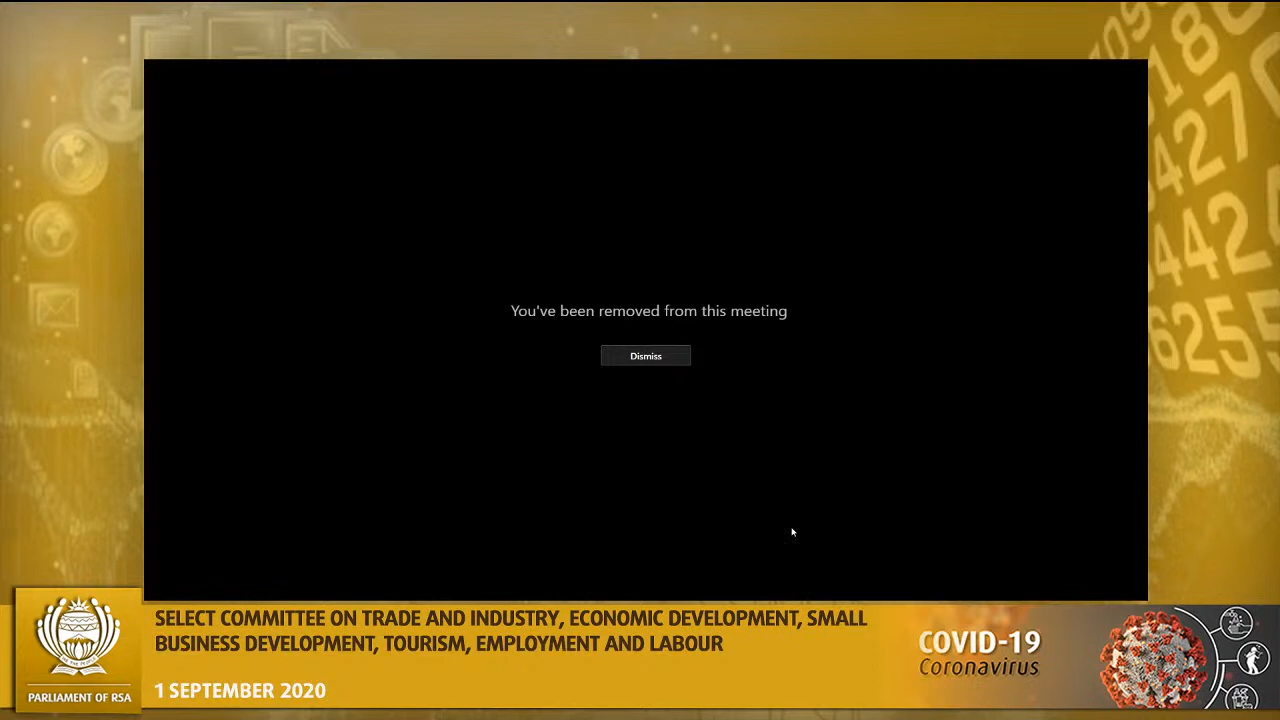 You've been removed from this meeting
Dismiss
SELECT COMMITTEE ON TRADE AND INDUSTRY, ECONOMIC DEVELOPMENT, SMALL
BUSINESS DEVELOPMENT, TOURISM, EMPLOYMENT AND LABOUR
1 SEPTEMBER 2020
PARLIAMENT OF RSA
COVID-19
Coronavirus